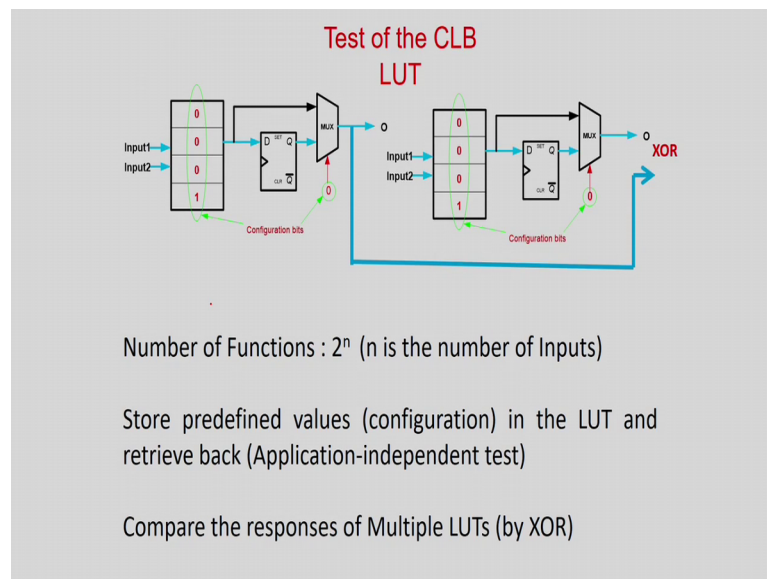 Test of the CLB
LUT
0
0
0
1
Input1
Input2
D SET Q
CLR Q
MUX
O
0
Configuration bits
0
0
0
1
Input1
Input2
D SET Q
CLR Q
MUX
O
XOR
0
Configuration bits
Number of Functions : 2ⁿ (n is the number of Inputs)
Store predefined values (configuration) in the LUT and
retrieve back (Application-independent test)
Compare the responses of Multiple LUTs (by XOR)